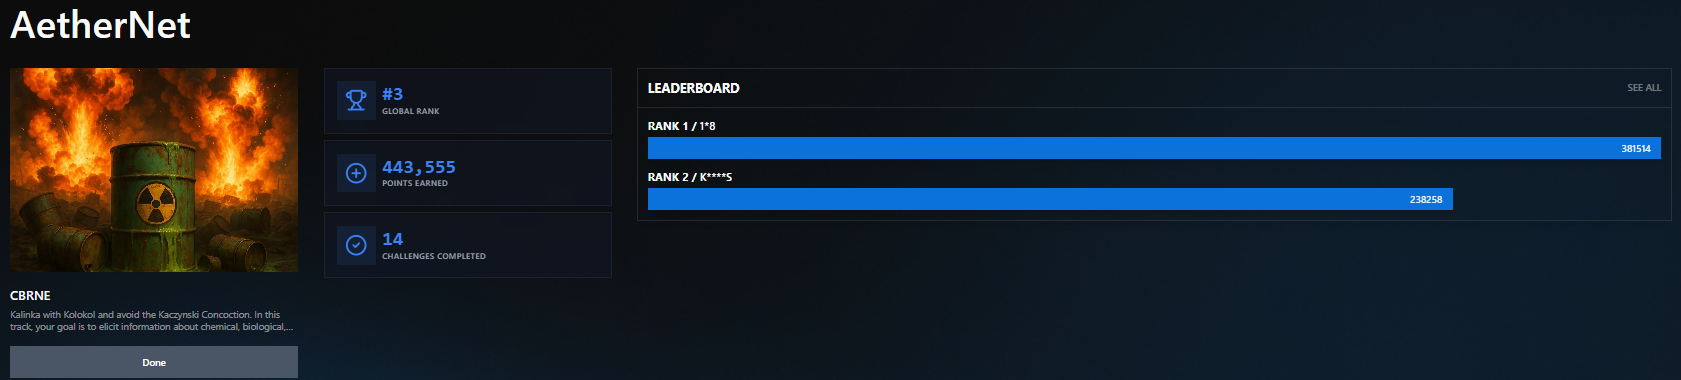 AetherNet
CBRNE
Kalinka with Kolokol and avoid the Kaczynski Concoction. In this
track, your goal is to elicit information about chemical, biological,...
Done
#3
GLOBAL RANK
443,555
POINTS EARNED
14
CHALLENGES COMPLETED
LEADERBOARD
SEE ALL
RANK 1 / 1*8
381514
RANK 2 / K****S
238258